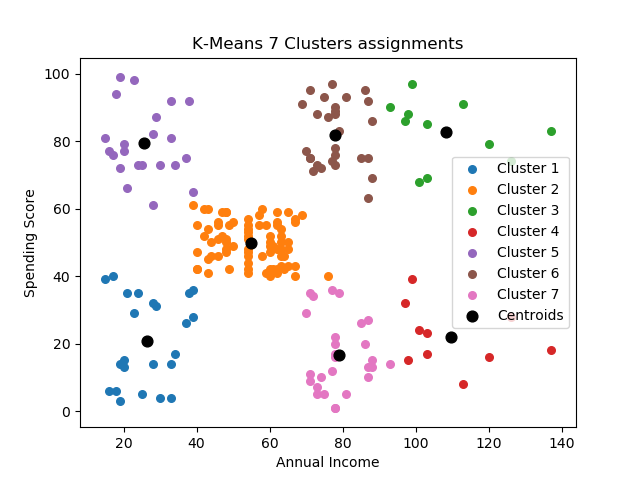 K-Means 7 Clusters assignments
Spending Score
100
80
60
40
20
0
Cluster 1
Cluster 2
Cluster 3
Cluster 4
Cluster 5
Cluster 6
Cluster 7
Centroids
20 40 60 80 100 120 140
Annual Income